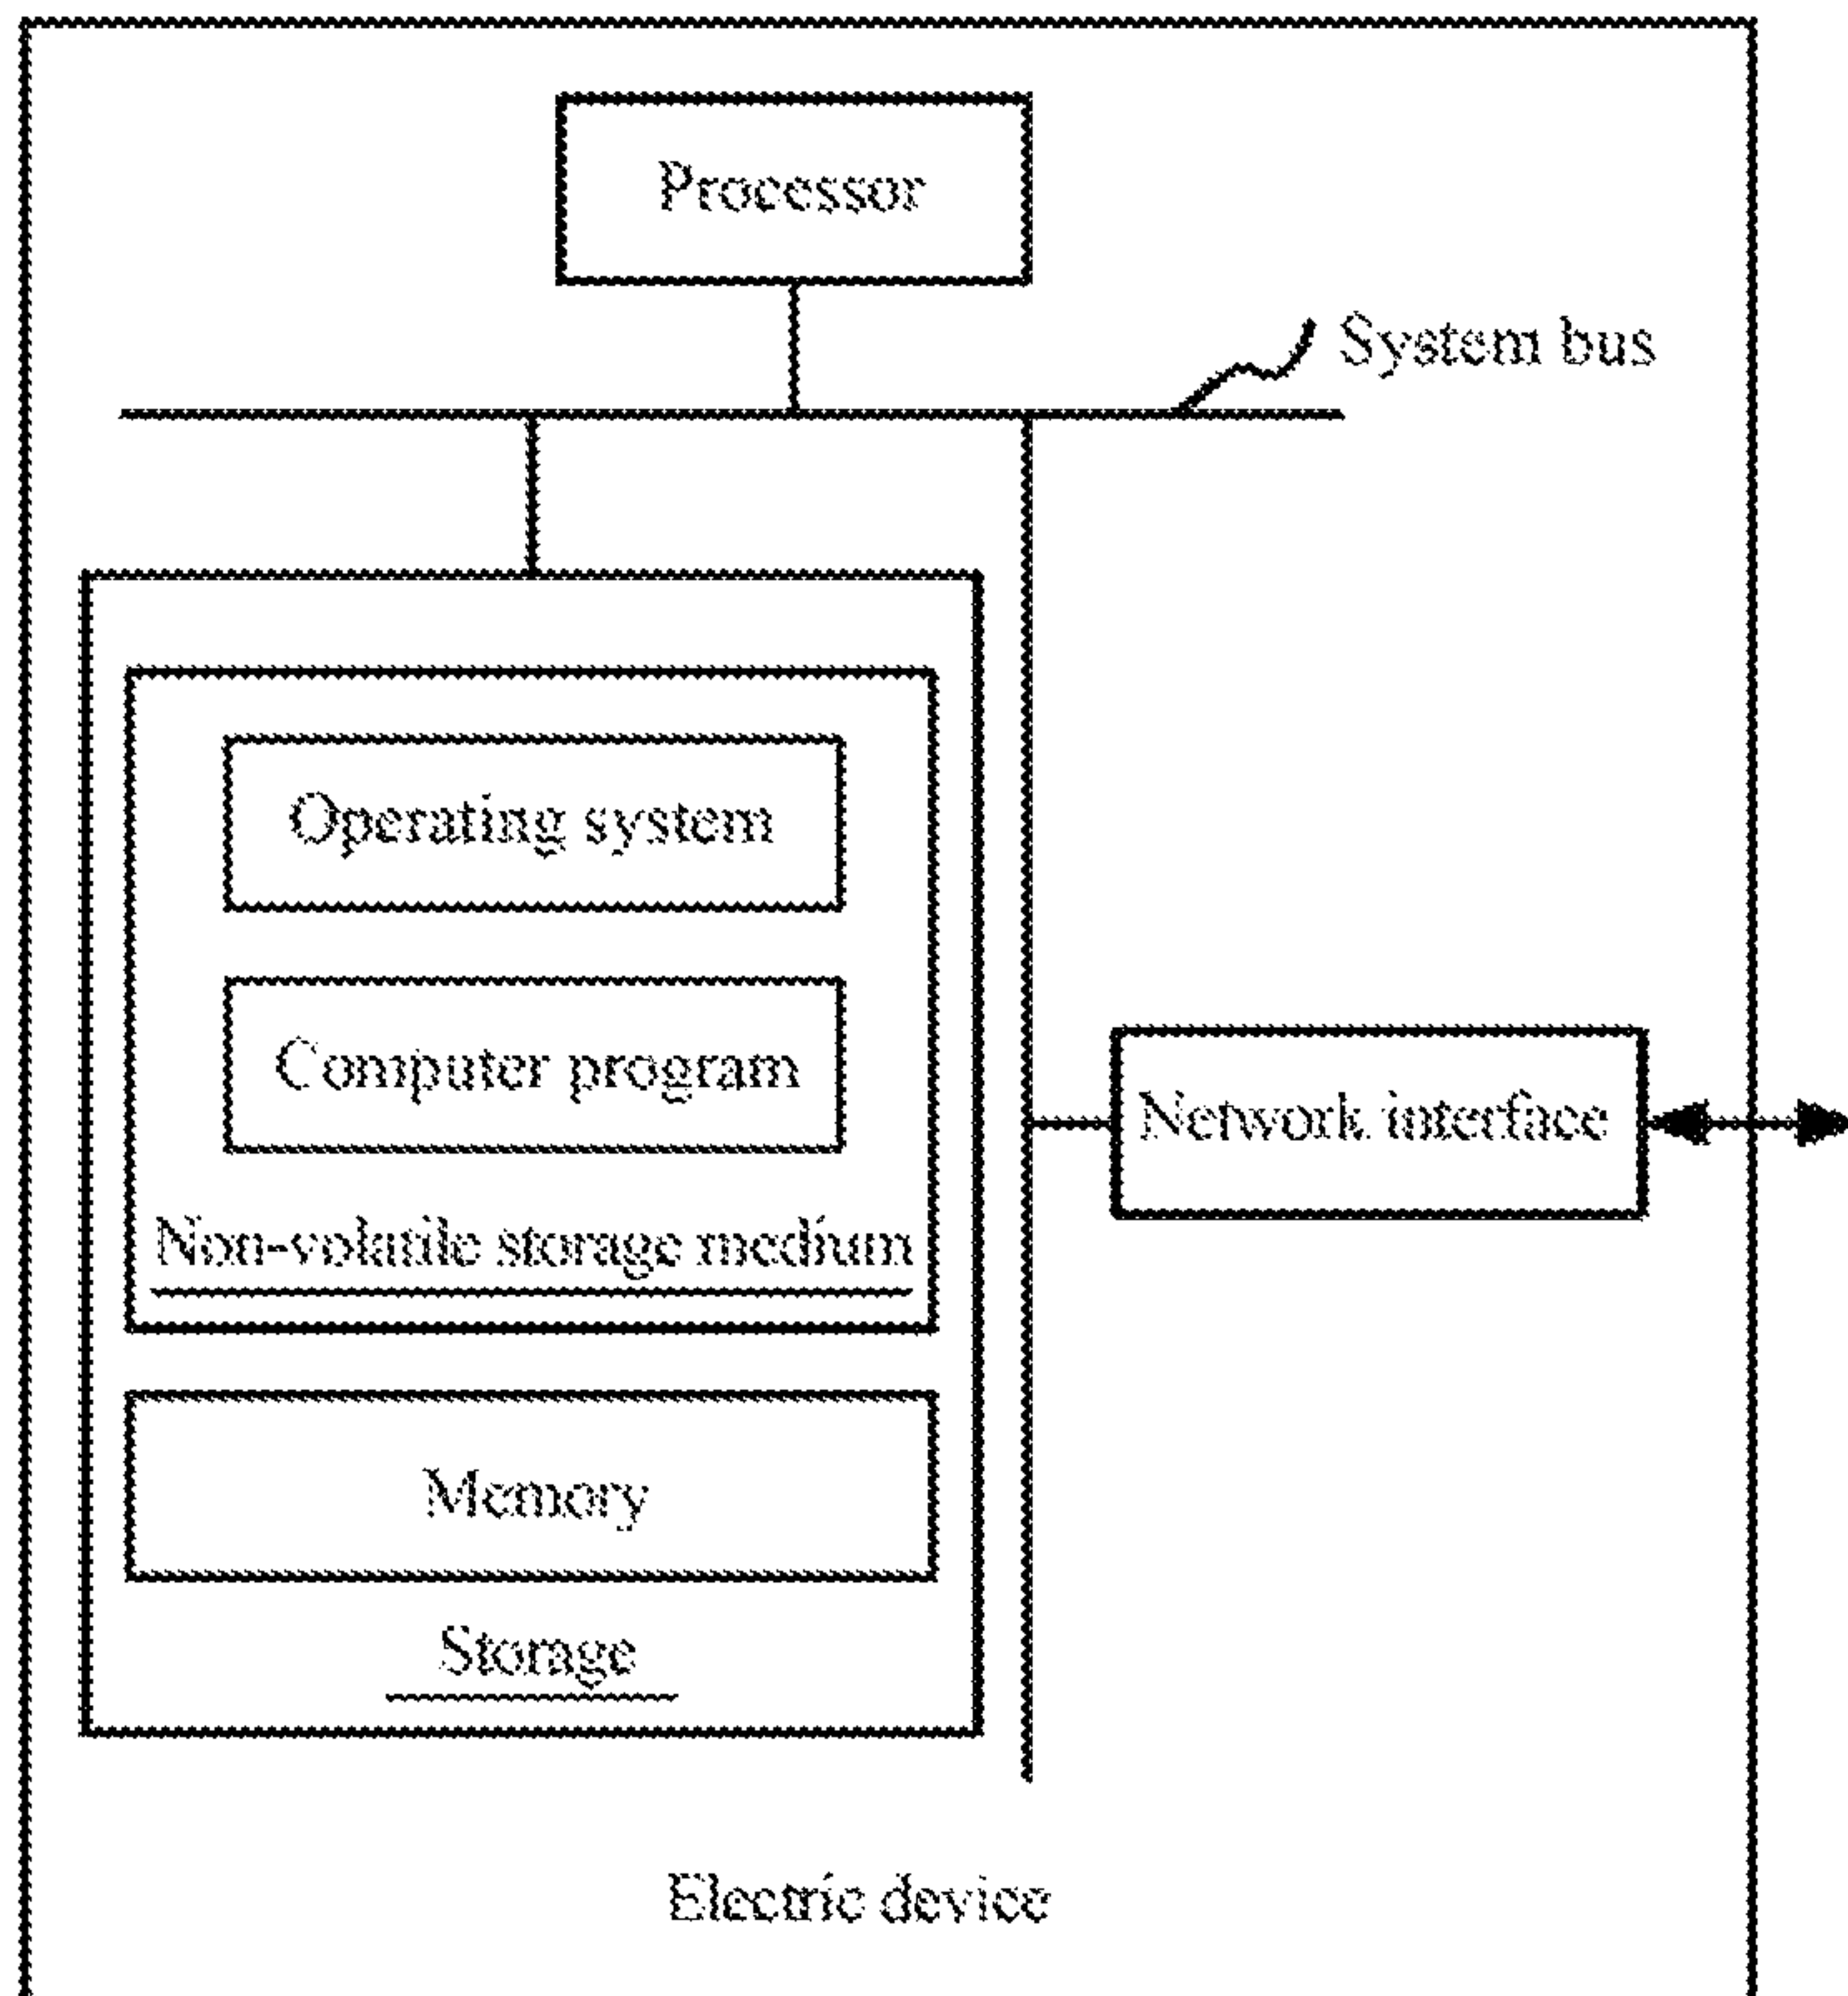 Processor
System bus
Operating system
Computer program
Network interface
Non-volatile storage medium
Memory
Storage
Electric device